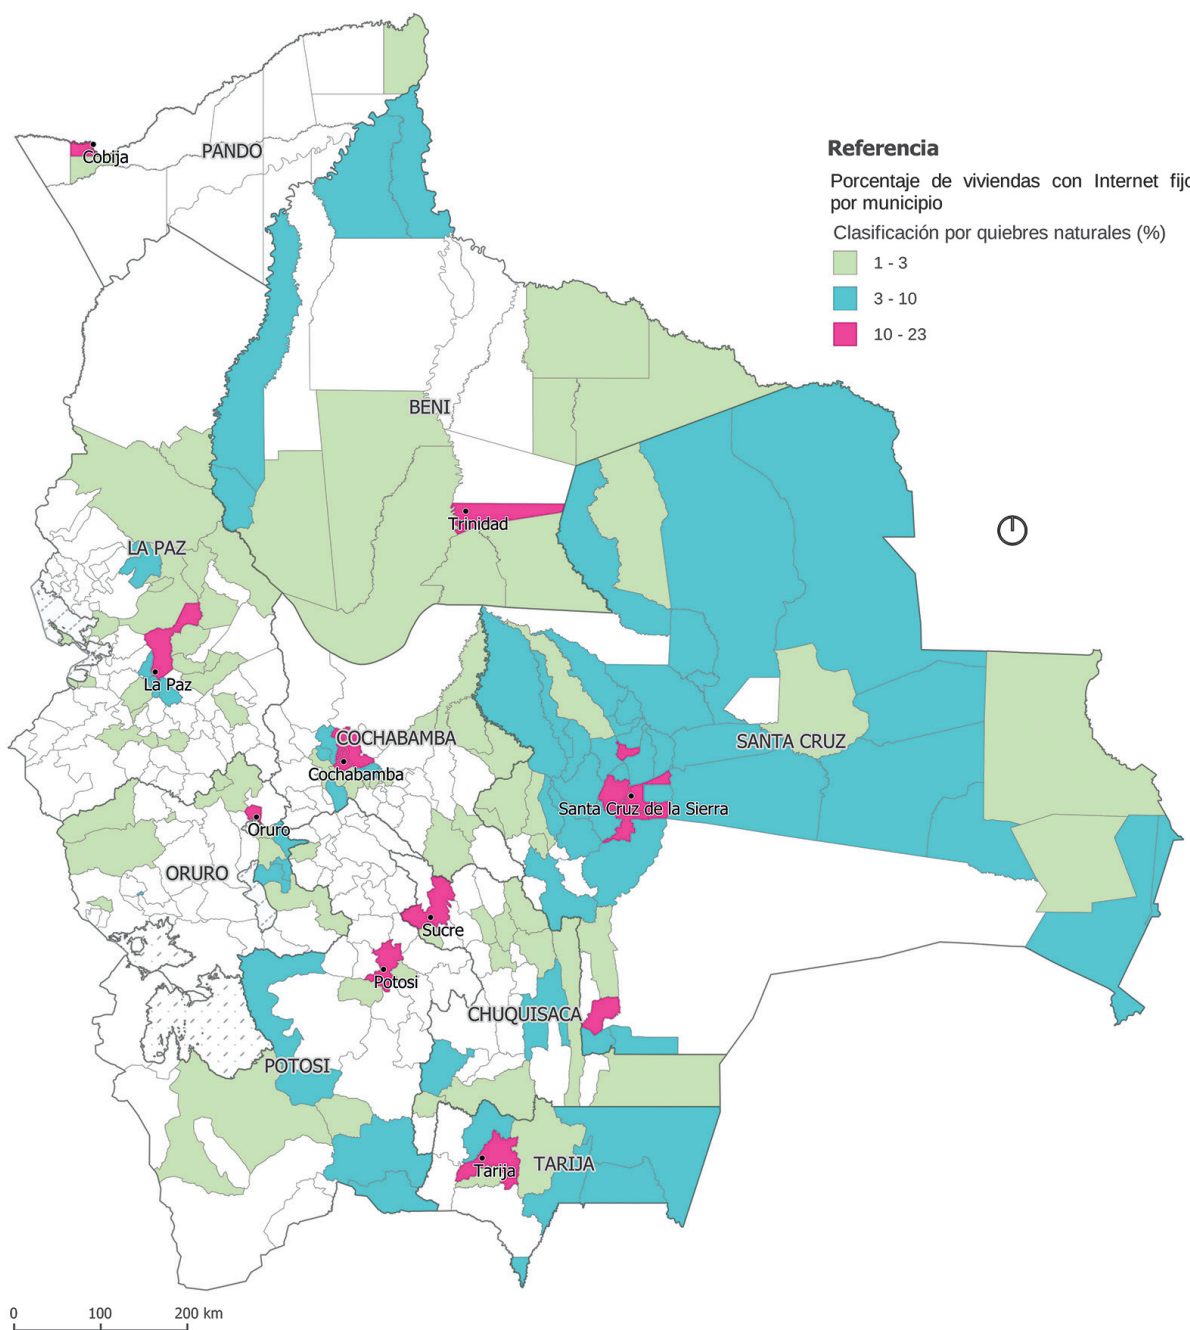 Cobija
PANDO
Referencia
Porcentaje de viviendas con Internet fijo
por municipio
Clasificación por quiebres naturales (%)
1 - 3
3 - 10
10 - 23
BENI
Trinidad
LA PAZ
La Paz
COCHABAMBA
Cochabamba
SANTA CRUZ
Santa Cruz de la Sierra
Oruro
ORURO
Sucre
Potosi
CHUQUISACA
POTOSI
Tarija
TARIJA
0 100 200 km